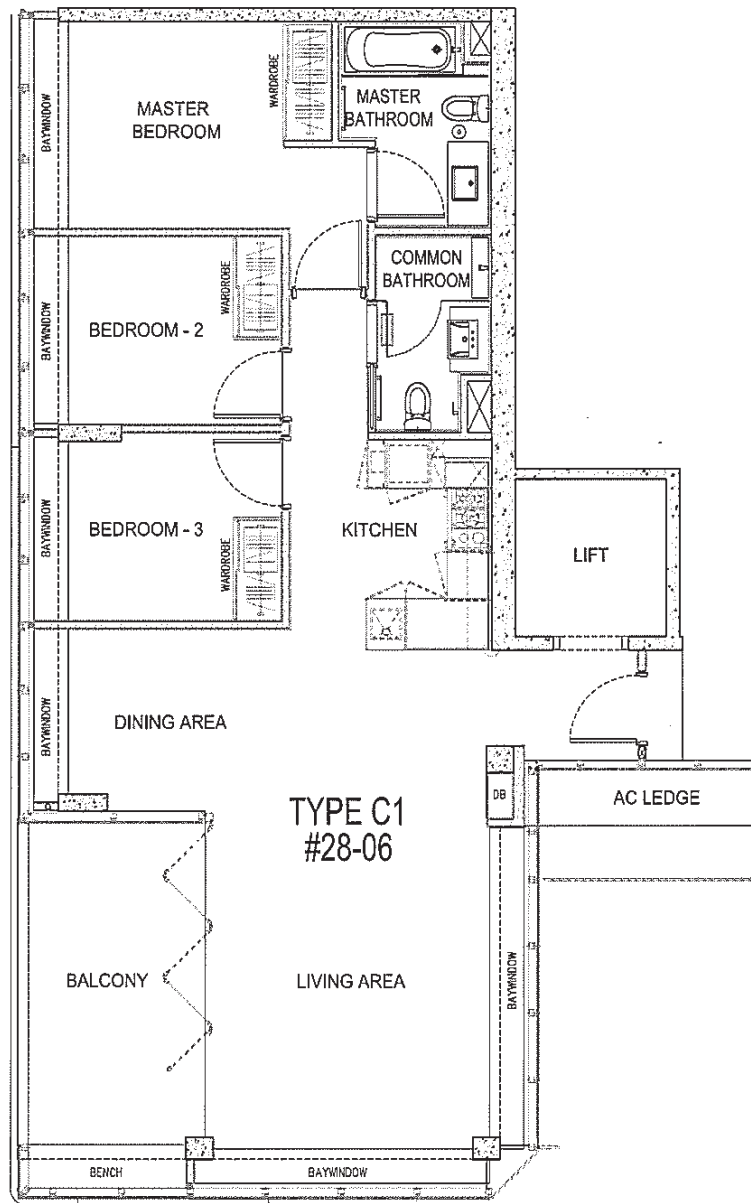 MASTER
BEDROOM
BAYWINDOW
WARDROBE
MASTER
BATHROOM
COMMON
BATHROOM
BEDROOM - 2
BAYWINDOW
WARDROBE
BEDROOM - 3
BAYWINDOW
WARDROBE
KITCHEN
LIFT
DINING AREA
BAYWINDOW
TYPE C1
#28-06
DB
AC LEDGE
BALCONY
LIVING AREA
BAYWINDOW
BENCH
BAYWINDOW